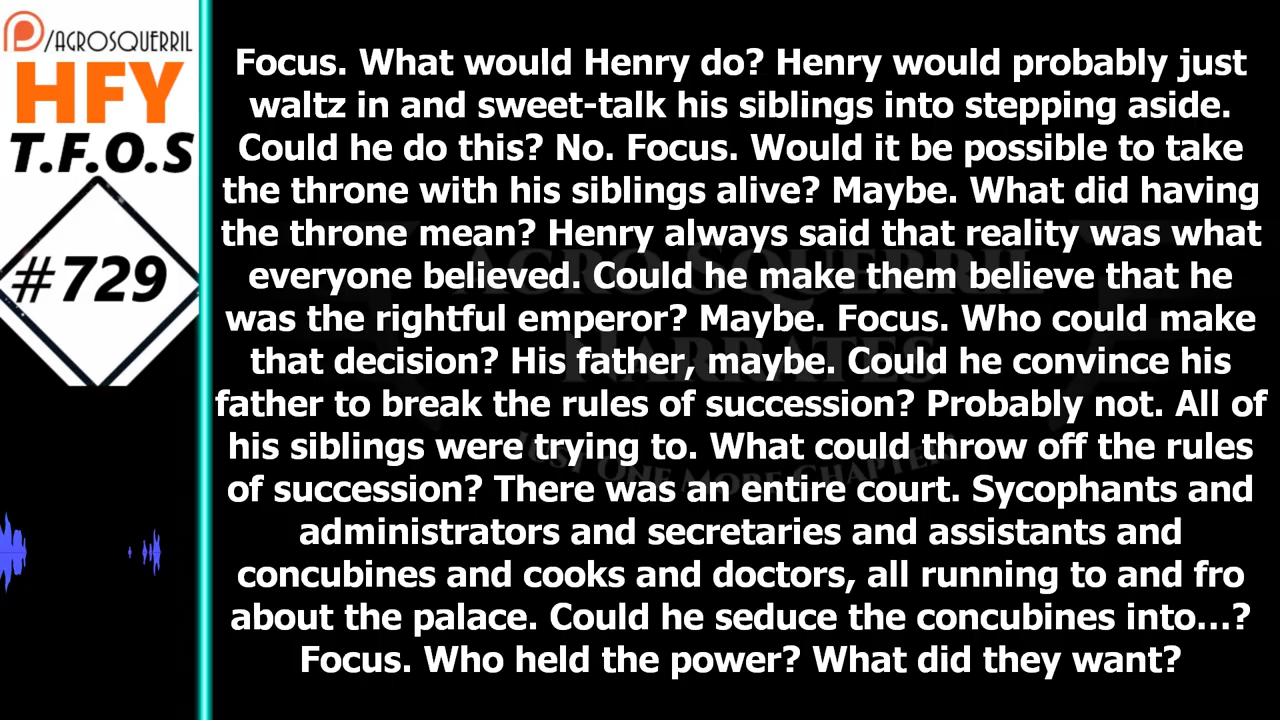 /AGROSQUERRIL
HFY
T.F.O.S
#729
Focus. What would Henry do? Henry would probably just
waltz in and sweet-talk his siblings into stepping aside.
Could he do this? No. Focus. Would it be possible to take
the throne with his siblings alive? Maybe. What did having
the throne mean? Henry always said that reality was what
everyone believed. Could he make them believe that he
was the rightful emperor? Maybe. Focus. Who could make
that decision? His father, maybe. Could he convince his
father to break the rules of succession? Probably not. All of
his siblings were trying to. What could throw off the rules
of succession? There was an entire court. Sycophants and
administrators and secretaries and assistants and
concubines and cooks and doctors, all running to and fro
about the palace. Could he seduce the concubines into...?
Focus. Who held the power? What did they want?
AGRO SQUERRIL
NARRATES
JUST ONE MORE CHAPTER